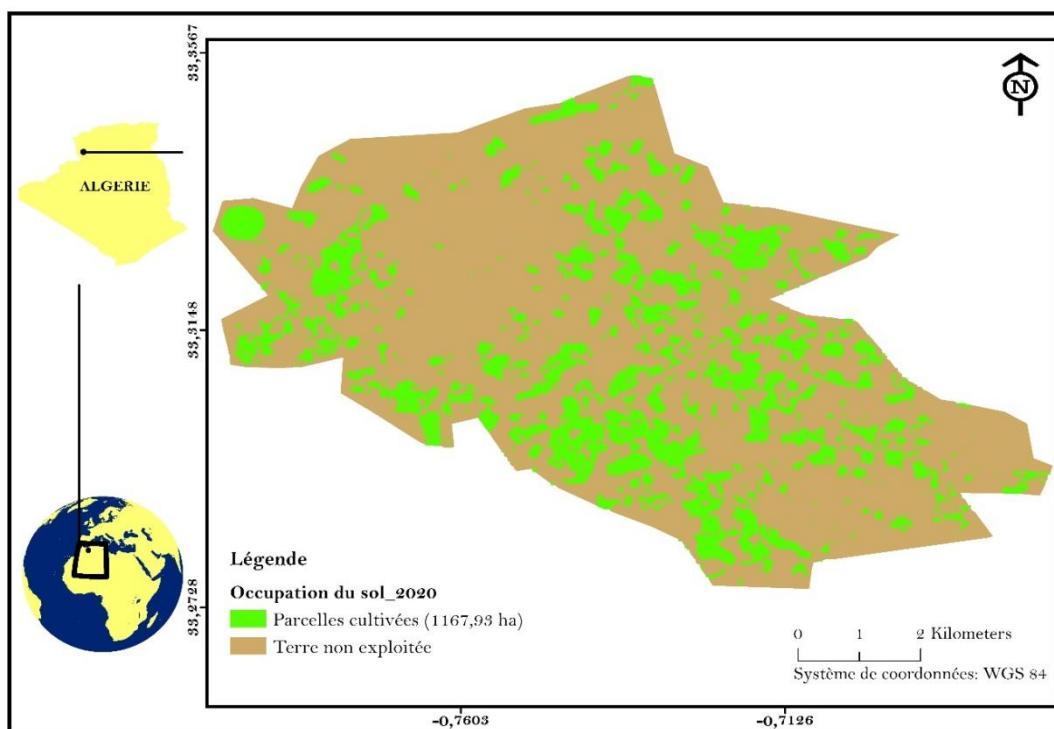 33,3567
N
ALGERIE
33,3148
Légende
Occupation du sol_2020
Parcelles cultivées (1167,93 ha)
Terre non exploitée
33,2728
0 1 2 Kilometers
Système de coordonnées: WGS 84
-0,7603 -0,7126